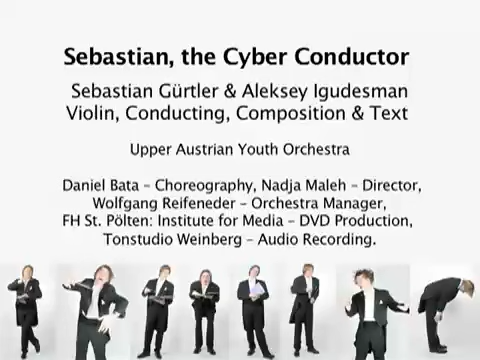 Sebastian, the Cyber Conductor
Sebastian Gürtler & Aleksey Igudesman
Violin, Conducting, Composition & Text
Upper Austrian Youth Orchestra
Daniel Bata – Choreography, Nadja Maleh – Director,
Wolfgang Reifeneder – Orchestra Manager,
FH St. Pölten: Institute for Media – DVD Production,
Tonstudio Weinberg – Audio Recording.